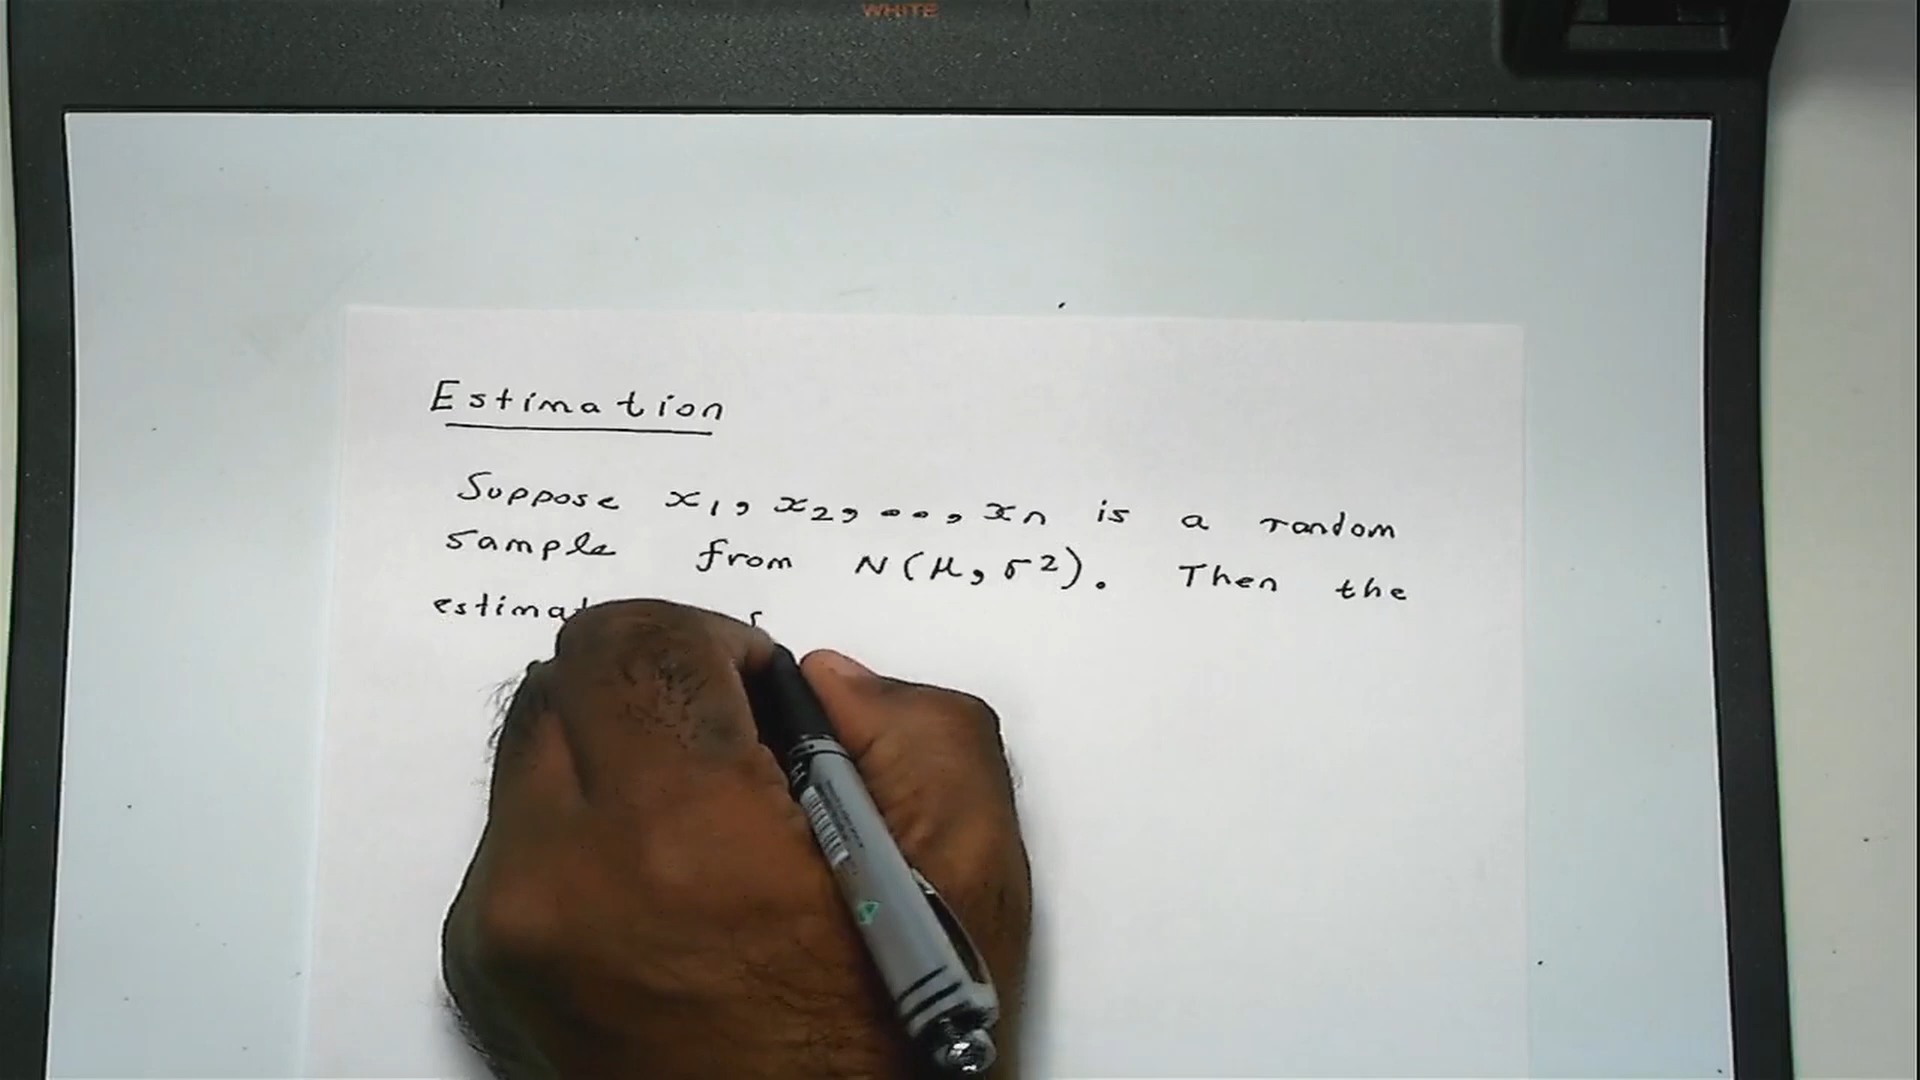 WHITE
Estimation
Suppose x₁, x₂, ..., xn is a random
sample from N(μ, σ²). Then the